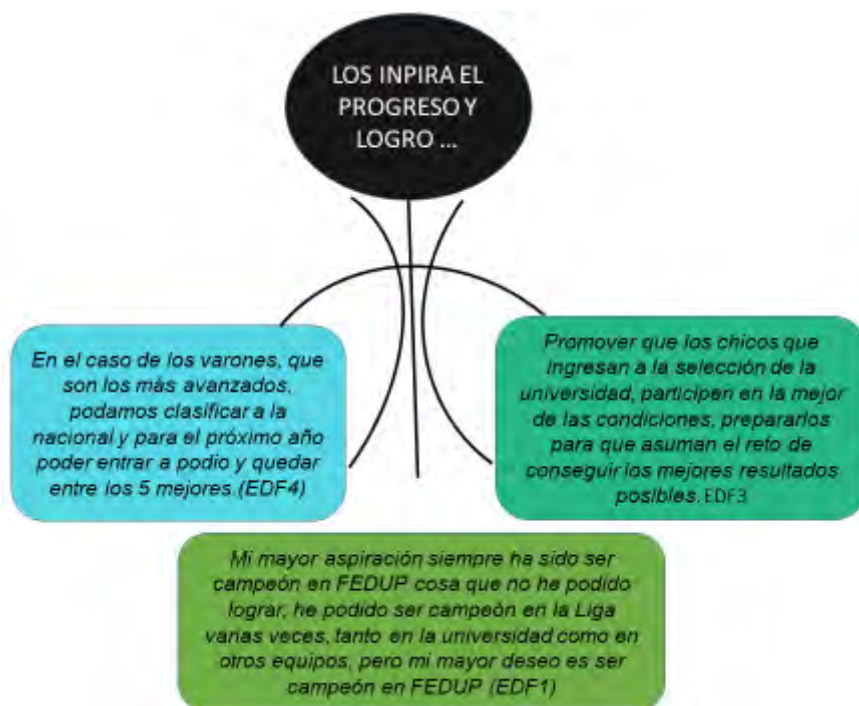 LOS INPIRA EL
PROGRESO Y
LOGRO ...
En el caso de los varones, que
son los más avanzados,
podamos clasificar a la
nacional y para el próximo año
poder entrar a podio y quedar
entre los 5 mejores.(EDF4)
Promover que los chicos que
ingresan a la selección de la
universidad, participen en la mejor
de las condiciones, prepararlos
para que asuman el reto de
conseguir los mejores resultados
posibles. EDF3
Mi mayor aspiración siempre ha sido ser
campeón en FEDUP cosa que no he podido
lograr, he podido ser campeón en la Liga
varias veces, tanto en la universidad como en
otros equipos, pero mi mayor deseo es ser
campeón en FEDUP (EDF1)